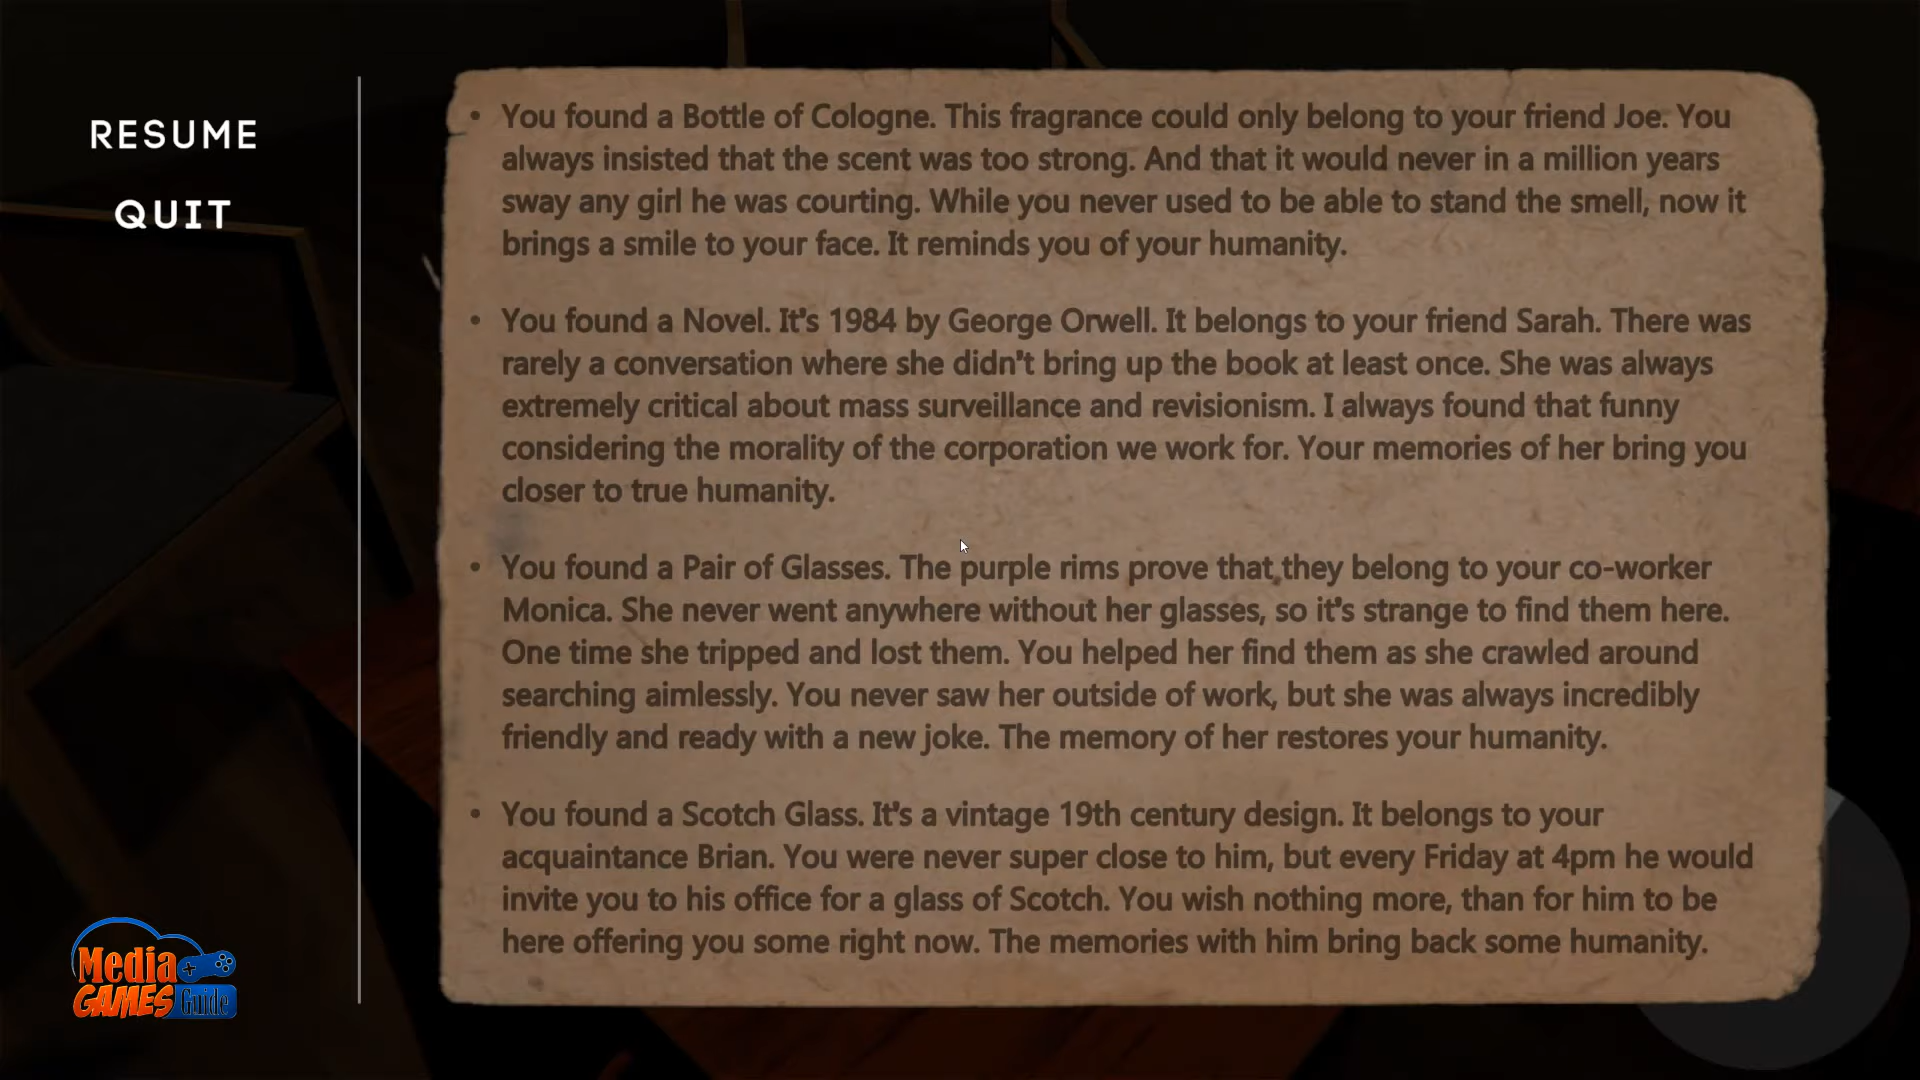 RESUME
QUIT
• You found a Bottle of Cologne. This fragrance could only belong to your friend Joe. You
always insisted that the scent was too strong. And that it would never in a million years
sway any girl he was courting. While you never used to be able to stand the smell, now it
brings a smile to your face. It reminds you of your humanity.
• You found a Novel. It's 1984 by George Orwell. It belongs to your friend Sarah. There was
rarely a conversation where she didn't bring up the book at least once. She was always
extremely critical about mass surveillance and revisionism. I always found that funny
considering the morality of the corporation we work for. Your memories of her bring you
closer to true humanity.
• You found a Pair of Glasses. The purple rims prove that they belong to your co-worker
Monica. She never went anywhere without her glasses, so it's strange to find them here.
One time she tripped and lost them. You helped her find them as she crawled around
searching aimlessly. You never saw her outside of work, but she was always incredibly
friendly and ready with a new joke. The memory of her restores your humanity.
• You found a Scotch Glass. It's a vintage 19th century design. It belongs to your
acquaintance Brian. You were never super close to him, but every Friday at 4pm he would
invite you to his office for a glass of Scotch. You wish nothing more, than for him to be
here offering you some right now. The memories with him bring back some humanity.
Media
GAMES Guide